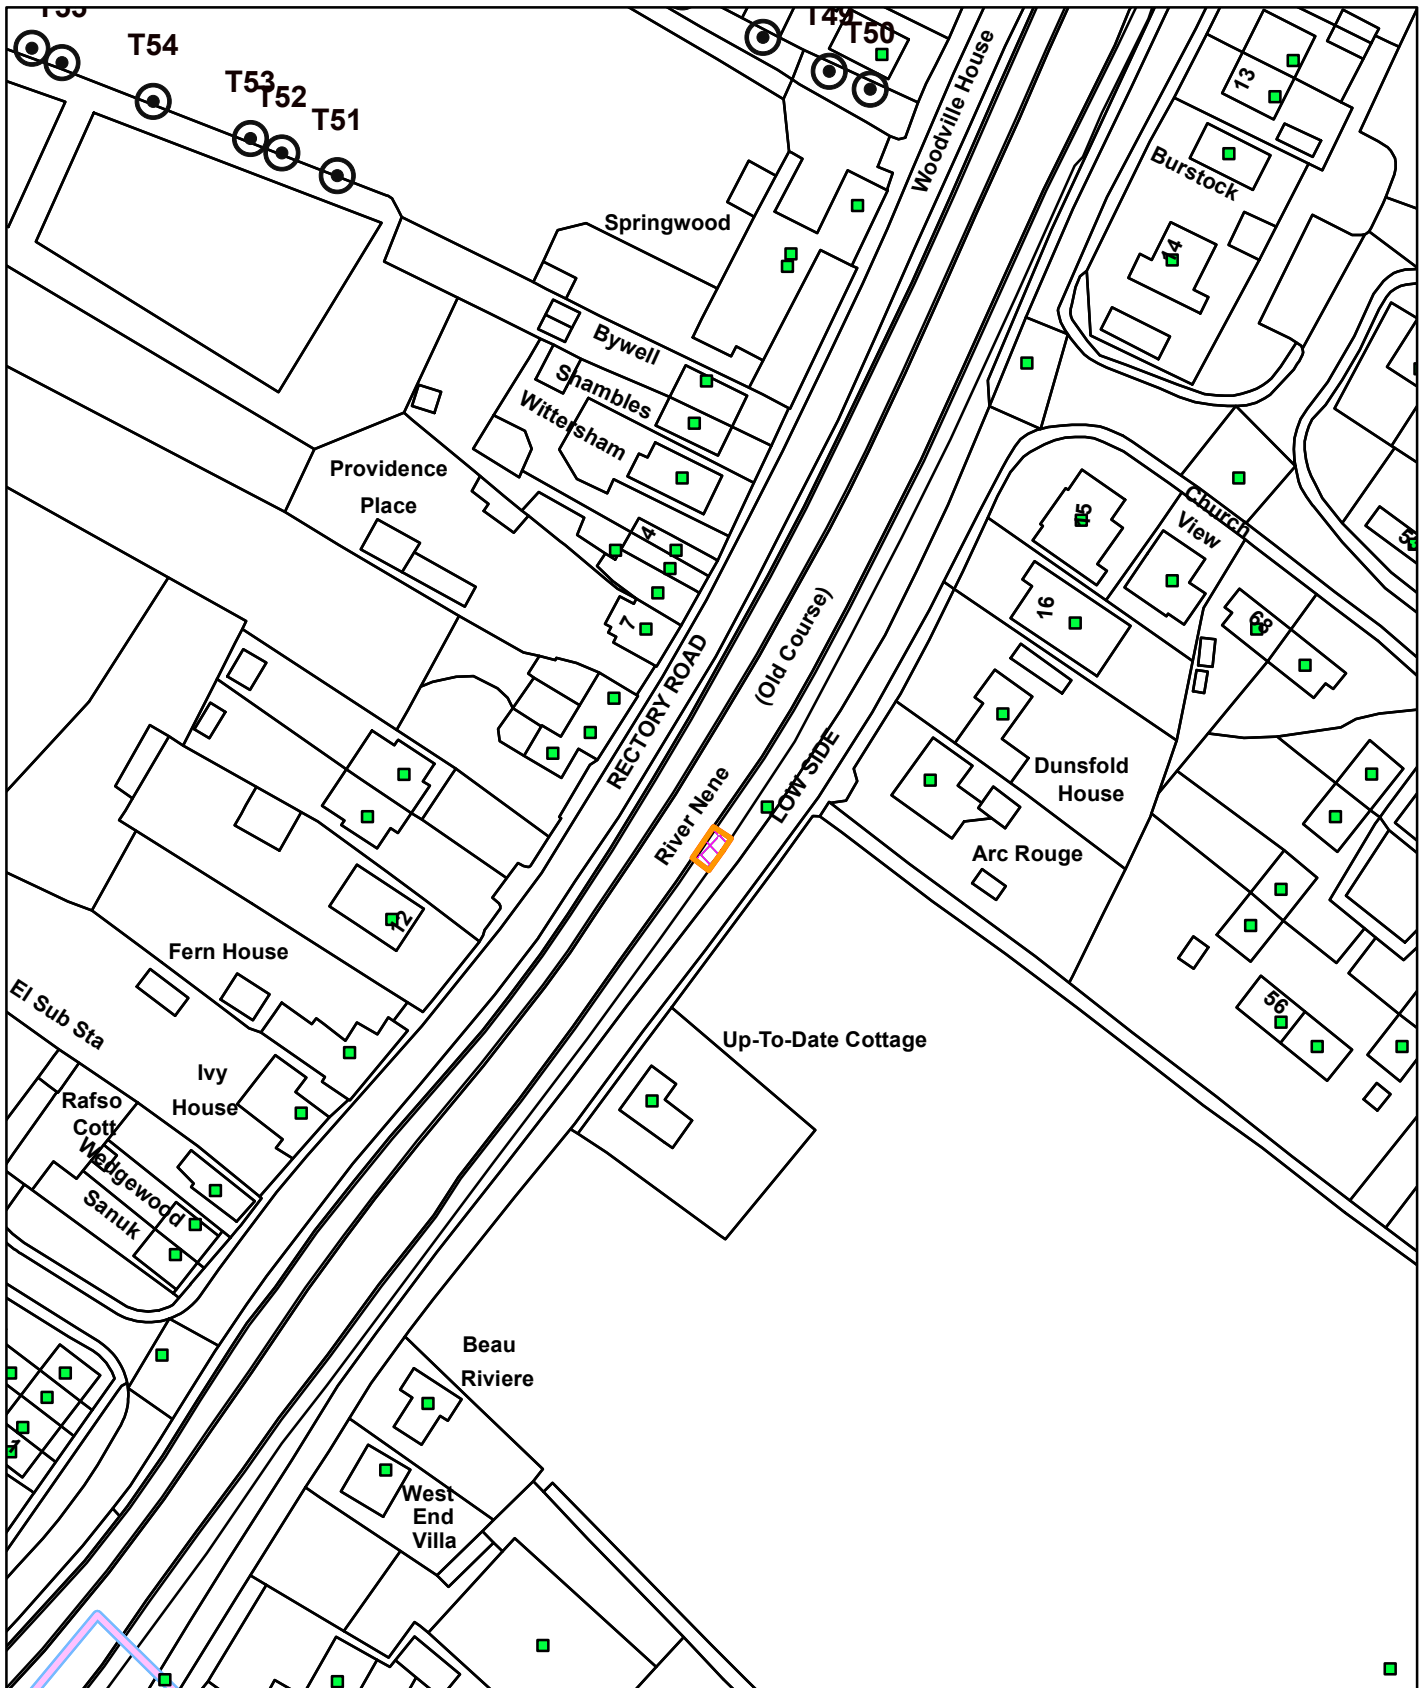 T54
T53
T52
T51
T49
T50
Woodville House
13
Burstock
14
Springwood
Bywell
Shambles
Wittersham
Providence
Place
4
7
RECTORY ROAD
(Old Course)
River Nene
LOW SIDE
15
Church
View
16
68
Dunsfold
House
Arc Rouge
12
Fern House
56
El Sub Sta
Up-To-Date Cottage
Ivy
House
Rafso
Cott
Wedgewood
Sanuk
Beau
Riviere
West
End
Villa